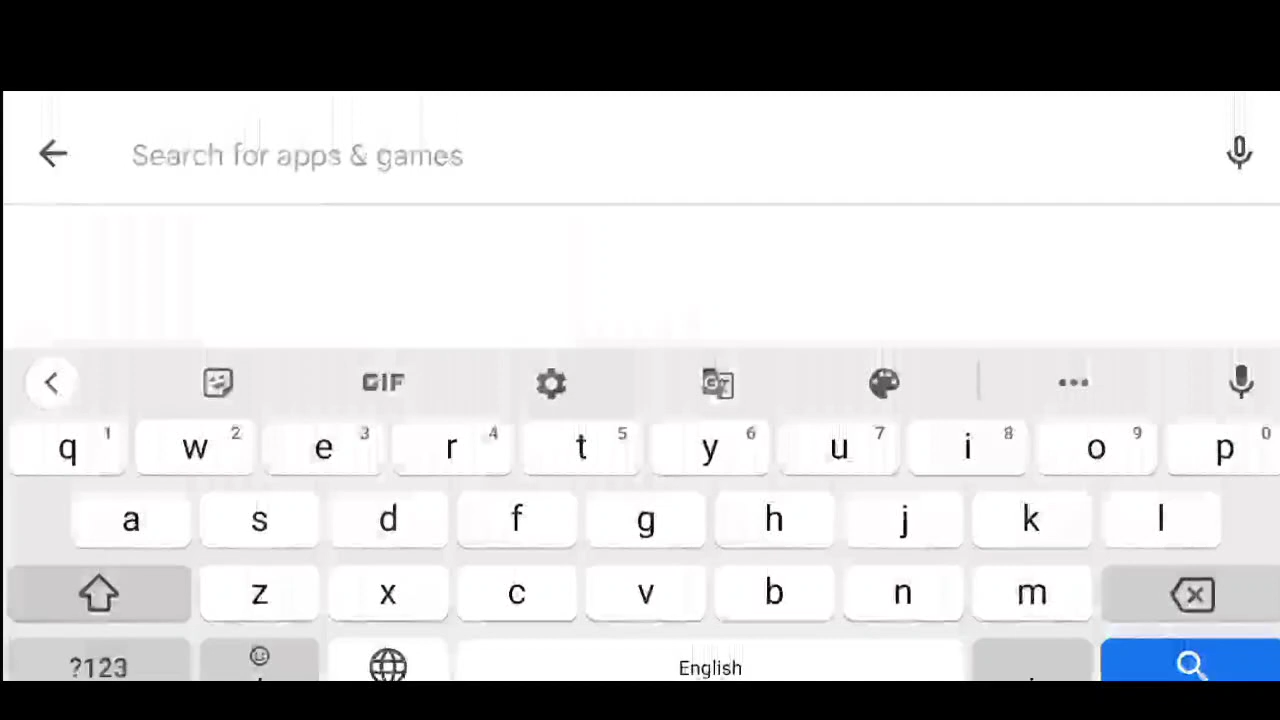 Search for apps & games
GIF
q 1 w 2 e 3 r 4 t 5 y 6 u 7 i 8 o 9 p 0
a s d f g h j k l
z x c v b n m
?123 , English .